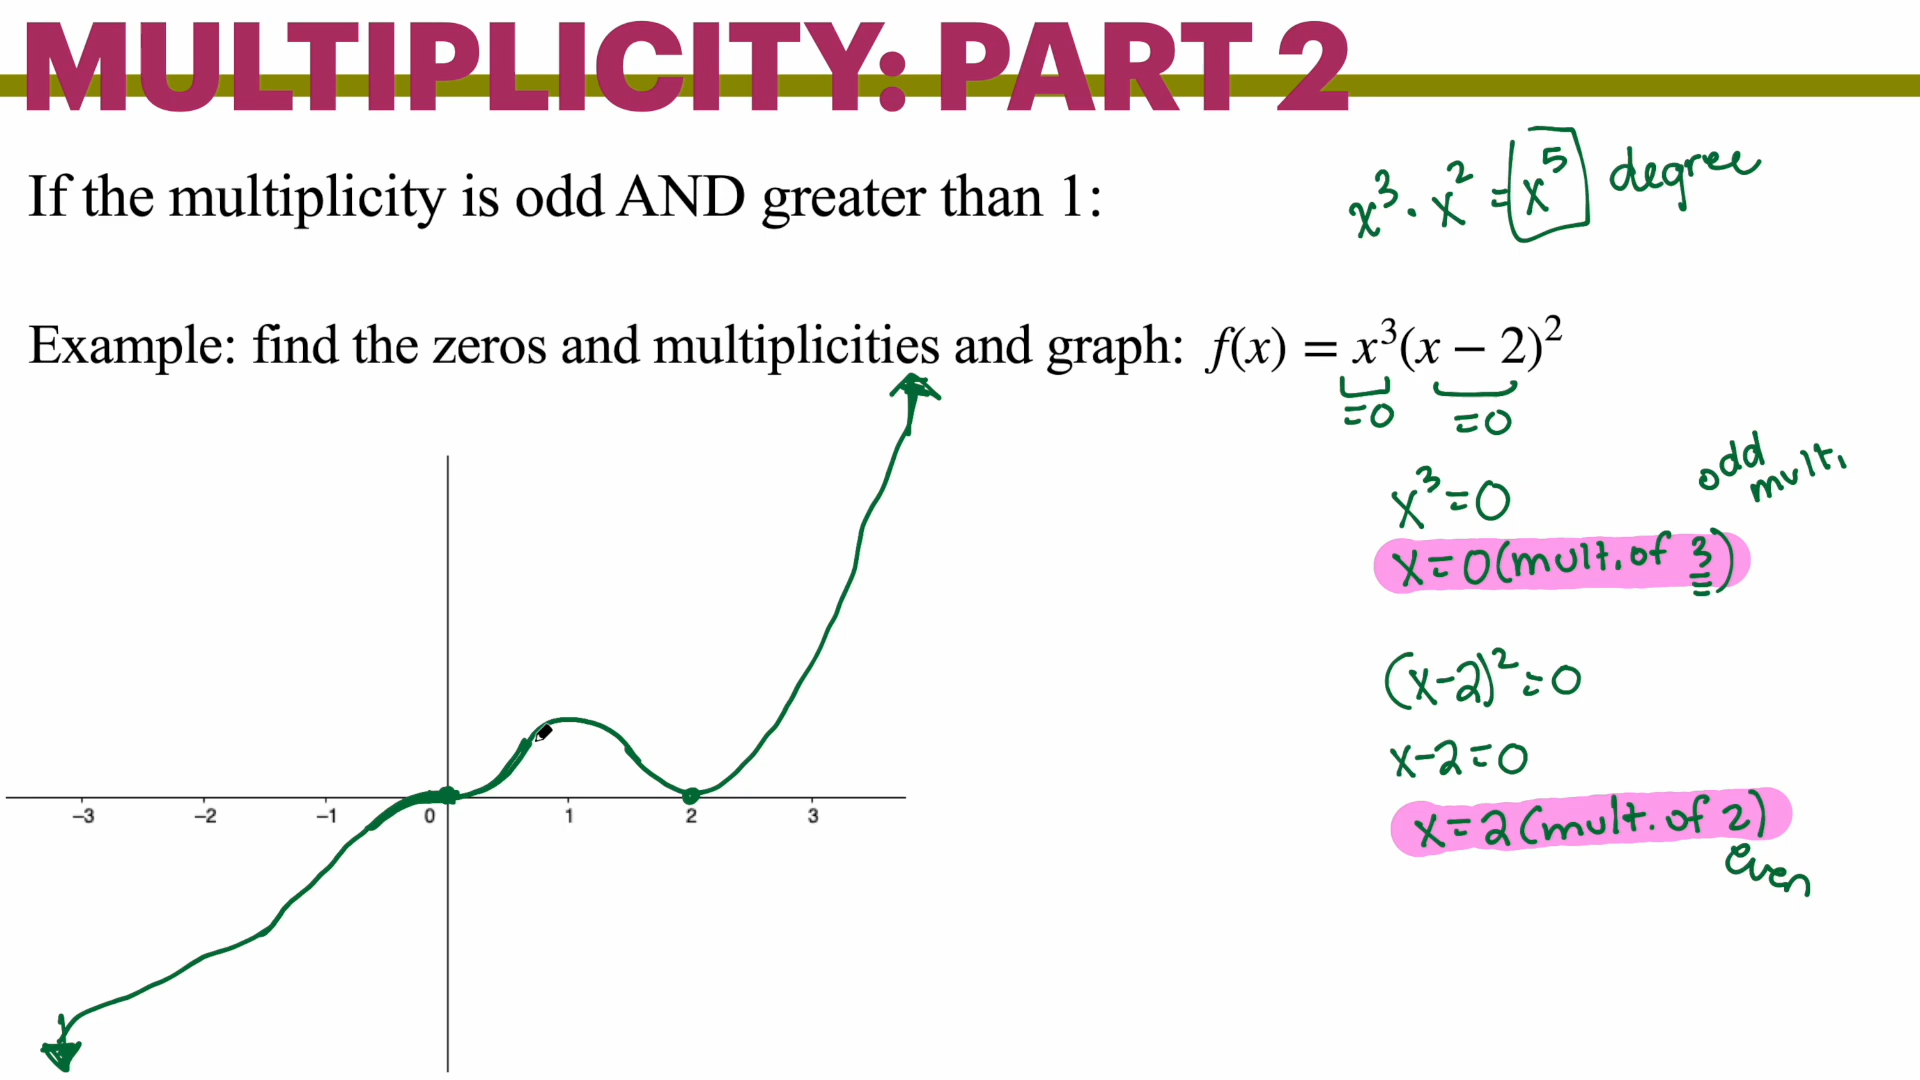 MULTIPLICITY: PART 2
If the multiplicity is odd AND greater than 1:
x³ · x² = x⁵ degree
Example: find the zeros and multiplicities and graph: f(x) = x³(x − 2)²
=0 =0
x³=0
odd mult.
x=0(mult. of 3)
(x-2)²=0
x-2=0
x=2(mult. of 2)
even
−3 −2 −1 0 1 2 3